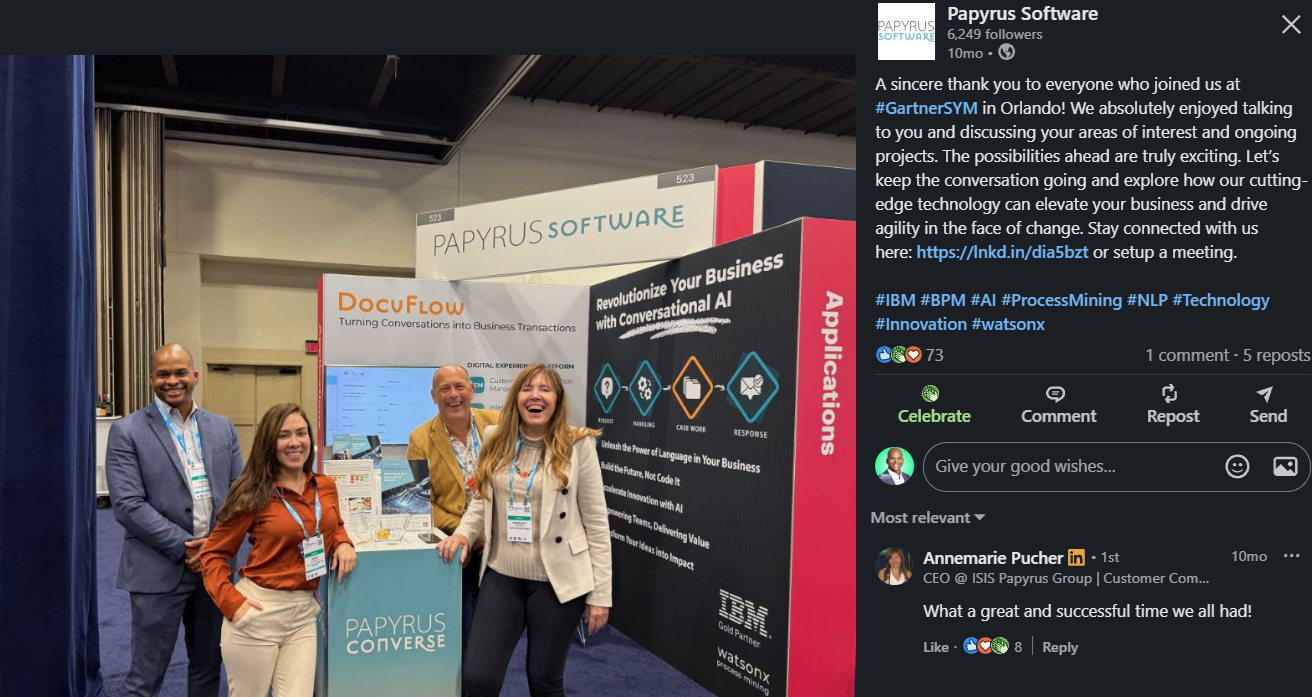 523
523
PAPYRUS SOFTWARE
DOCUFLOW
Turning Conversations into Business Transactions
DIGITAL EXPERIENCE PLATFORM
Revolutionize Your Business
with Conversational AI
REQUEST
HANDLING
CASE WORK
RESPONSE
Unleash the Power of Language in Your Business
Build the Future, Not Code It
Accelerate Innovation with AI
Empowering Teams, Delivering Value
Transform Your Ideas into Impact
IBM
Gold Partner
watsonx
process mining
Applications
PAPYRUS
CONVERSE
PAPYRUS
SOFTWARE
Papyrus Software
6,249 followers
10mo •
A sincere thank you to everyone who joined us at
#GartnerSYM in Orlando! We absolutely enjoyed talking
to you and discussing your areas of interest and ongoing
projects. The possibilities ahead are truly exciting. Let’s
keep the conversation going and explore how our cutting-
edge technology can elevate your business and drive
agility in the face of change. Stay connected with us
here: https://lnkd.in/dia5bzt or setup a meeting.
#IBM #BPM #AI #ProcessMining #NLP #Technology
#Innovation #watsonx
73
1 comment · 5 reposts
Celebrate
Comment
Repost
Send
Give your good wishes...
Most relevant
Annemarie Pucher in • 1st
10mo
CEO @ ISIS Papyrus Group | Customer Com...
What a great and successful time we all had!
Like · 8 | Reply